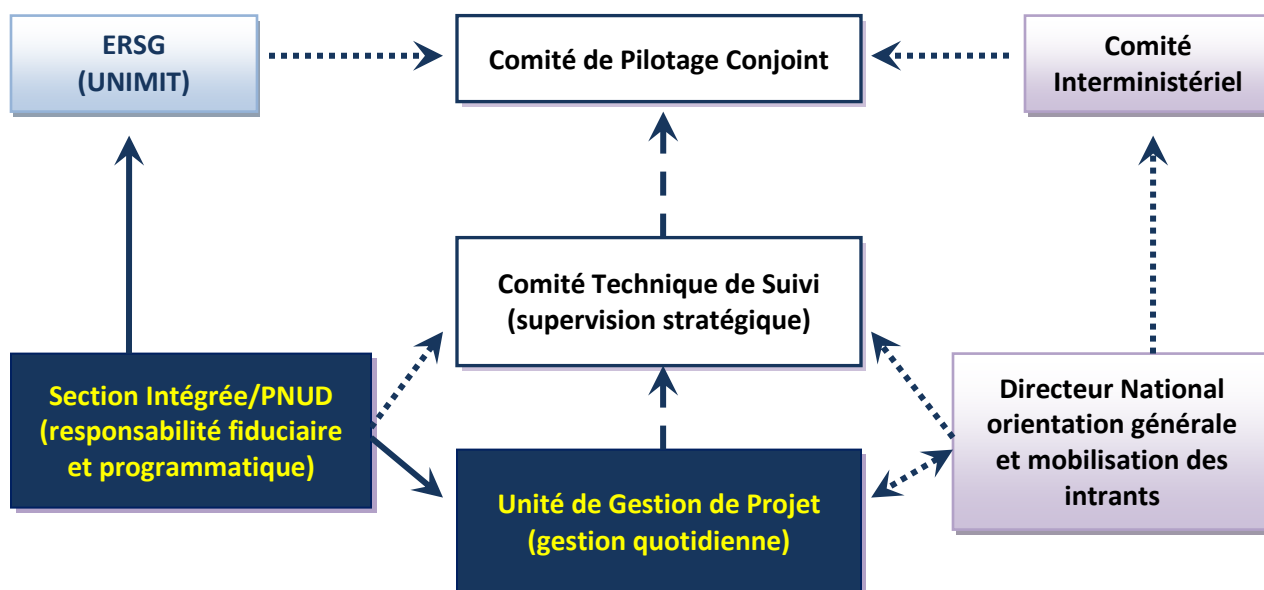 ERSG
(UNIMIT)
Comité de Pilotage Conjoint
Comité
Interministériel
Comité Technique de Suivi
(supervision stratégique)
Section Intégrée/PNUD
(responsabilité fiduciaire
et programmatique)
Directeur National
orientation générale
et mobilisation des
intrants
Unité de Gestion de Projet
(gestion quotidienne)